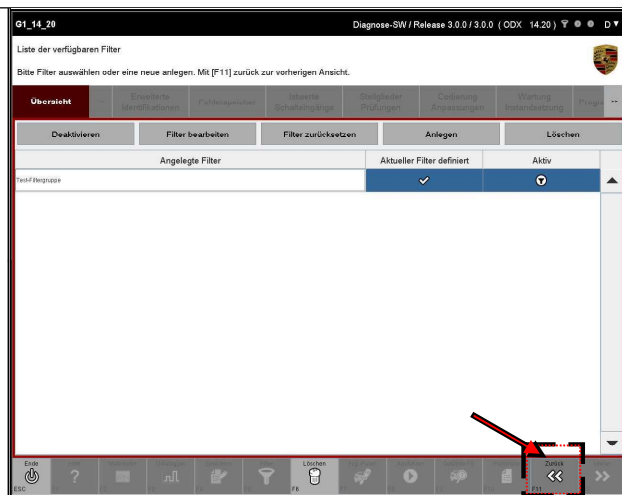 G1_14_20
Diagnose-SW / Release 3.0.0 / 3.0.0 ( ODX 14.20 ) D
Liste der verfügbaren Filter
Bitte Filter auswählen oder eine neue anlegen. Mit [F11] zurück zur vorherigen Ansicht.
Übersicht
Erweiterte Identifikationen
Fehlerspeicher
Istwerte Schalteingänge
Stellglieder Prüfungen
Codierung Anpassungen
Wartung Instandsetzung
Deaktivieren
Filter bearbeiten
Filter zurücksetzen
Anlegen
Löschen
Angelegte Filter
Aktueller Filter definiert
Aktiv
Test-Filtergruppe
Ende
Löschen
Zurück
ESC
F8
F11